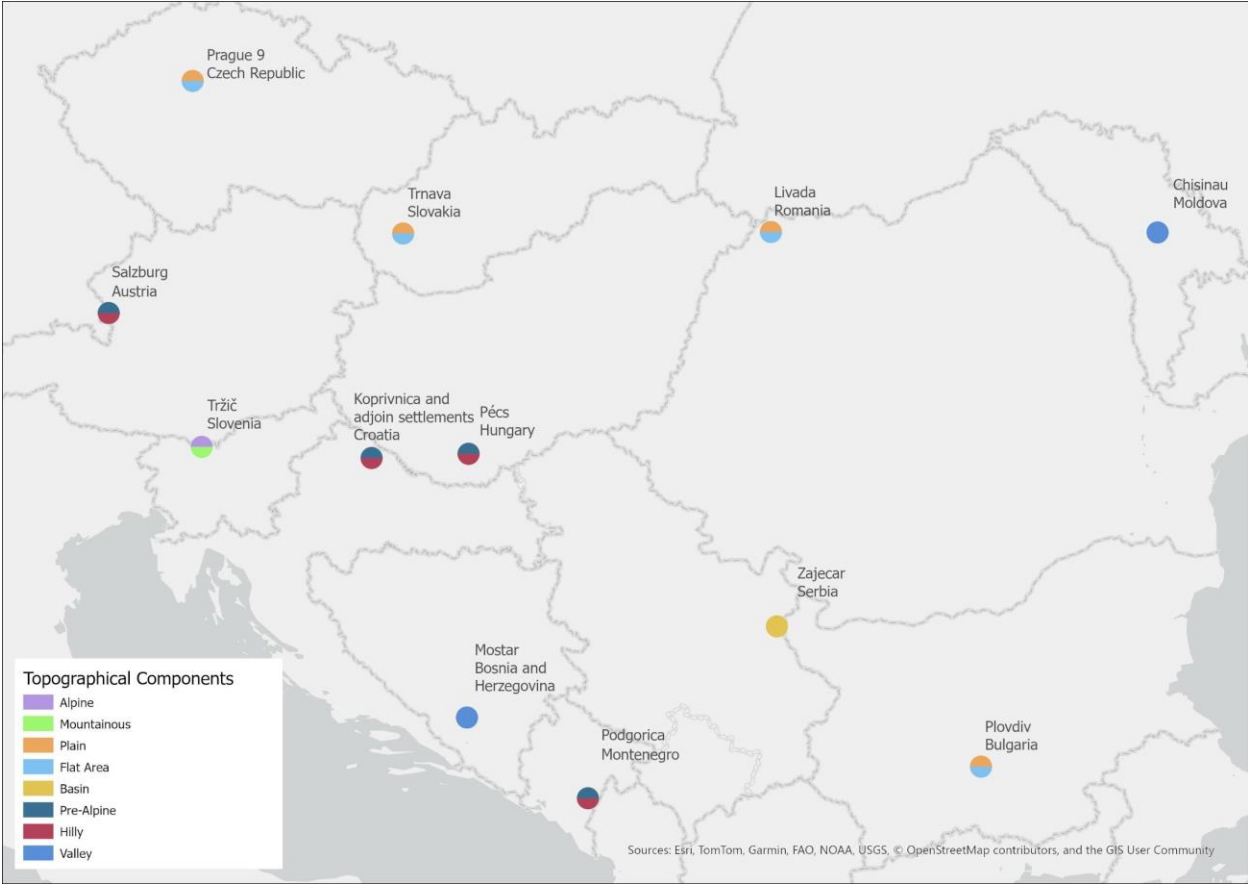 Prague 9
Czech Republic
Trnava
Slovakia
Livada
Romania
Chisinau
Moldova
Salzburg
Austria
Tržič
Slovenia
Koprivnica and
adjoin settlements
Croatia
Pécs
Hungary
Zajecar
Serbia
Mostar
Bosnia and
Herzegovina
Podgorica
Montenegro
Plovdiv
Bulgaria
Topographical Components
Alpine
Mountainous
Plain
Flat Area
Basin
Pre-Alpine
Hilly
Valley
Sources: Esri, TomTom, Garmin, FAO, NOAA, USGS, © OpenStreetMap contributors, and the GIS User Community